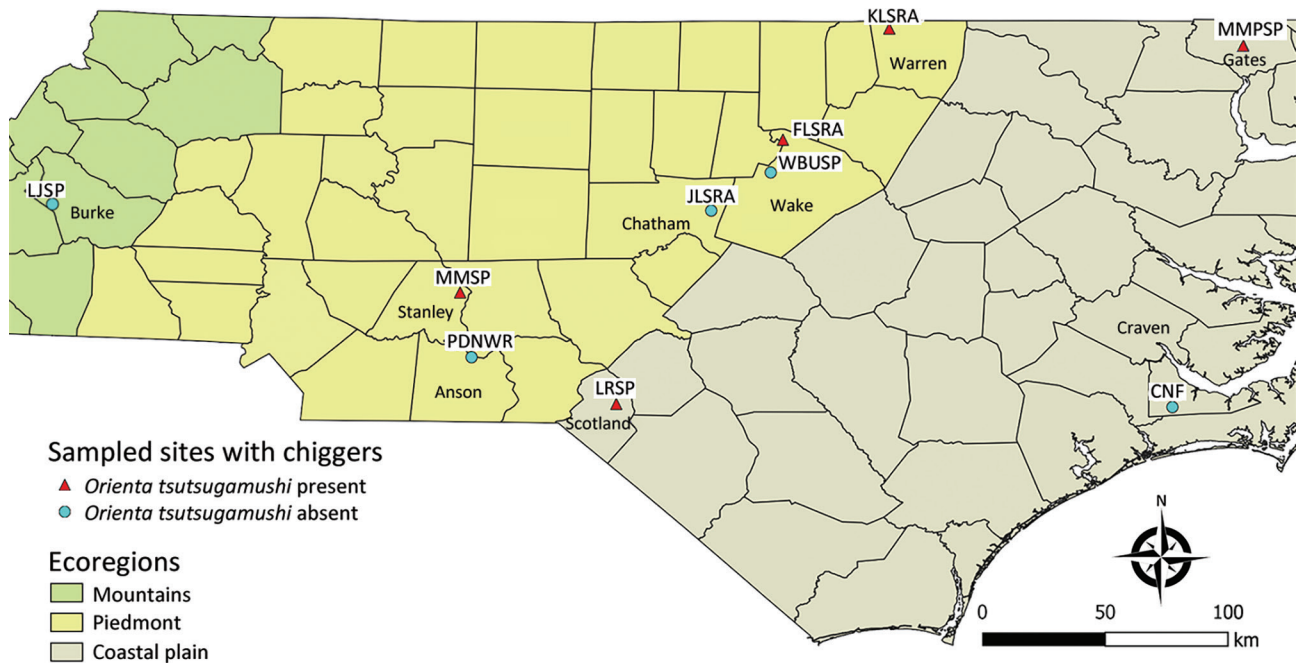 KLSRA
MMPSP
Warren
Gates
FLSRA
WBUSP
LJSP
Burke
JLSRA
Wake
Chatham
MMSP
Stanley
Craven
PDNWR
Anson
LRSP
CNF
Scotland
Sampled sites with chiggers
Orienta tsutsugamushi present
Orienta tsutsugamushi absent
Ecoregions
Mountains
Piedmont
Coastal plain
N
0 50 100
km